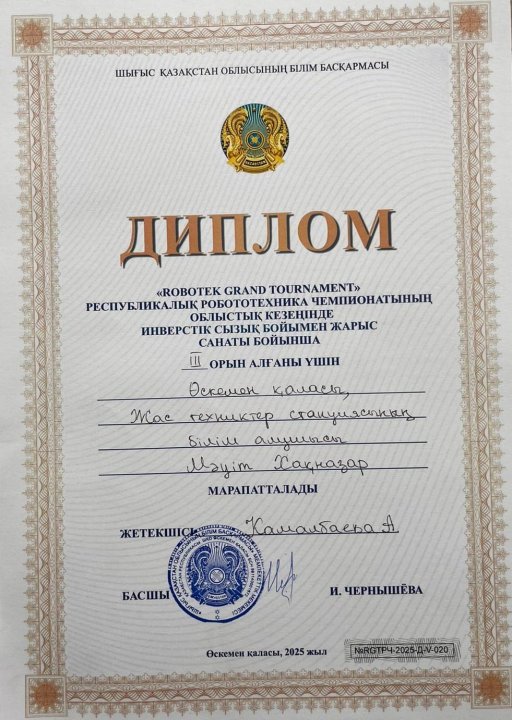 ШЫҒЫС ҚАЗАҚСТАН ОБЛЫСЫНЫҢ БІЛІМ БАСҚАРМАСЫ
ДИПЛОМ
«ROBOTEK GRAND TOURNAMENT»
РЕСПУБЛИКАЛЫҚ РОБОТОТЕХНИКА ЧЕМПИОНАТЫНЫҢ
ОБЛЫСТЫҚ КЕЗЕҢІНДЕ
ИНВЕРСТІК СЫЗЫҚ БОЙЫМЕН ЖАРЫС
САНАТЫ БОЙЫНША
III ОРЫН АЛҒАНЫ ҮШІН
Өскемен қаласы,
Жас техниктер станциясының
білім алушысы
Мәуіт Хақназар
МАРАПАТТАЛАДЫ
ЖЕТЕКШІСІ Камалбаева А
БАСШЫ И. ЧЕРНЫШЁВА
Өскемен қаласы, 2025 жыл
№RGTРЧ-2025-Д-V-020